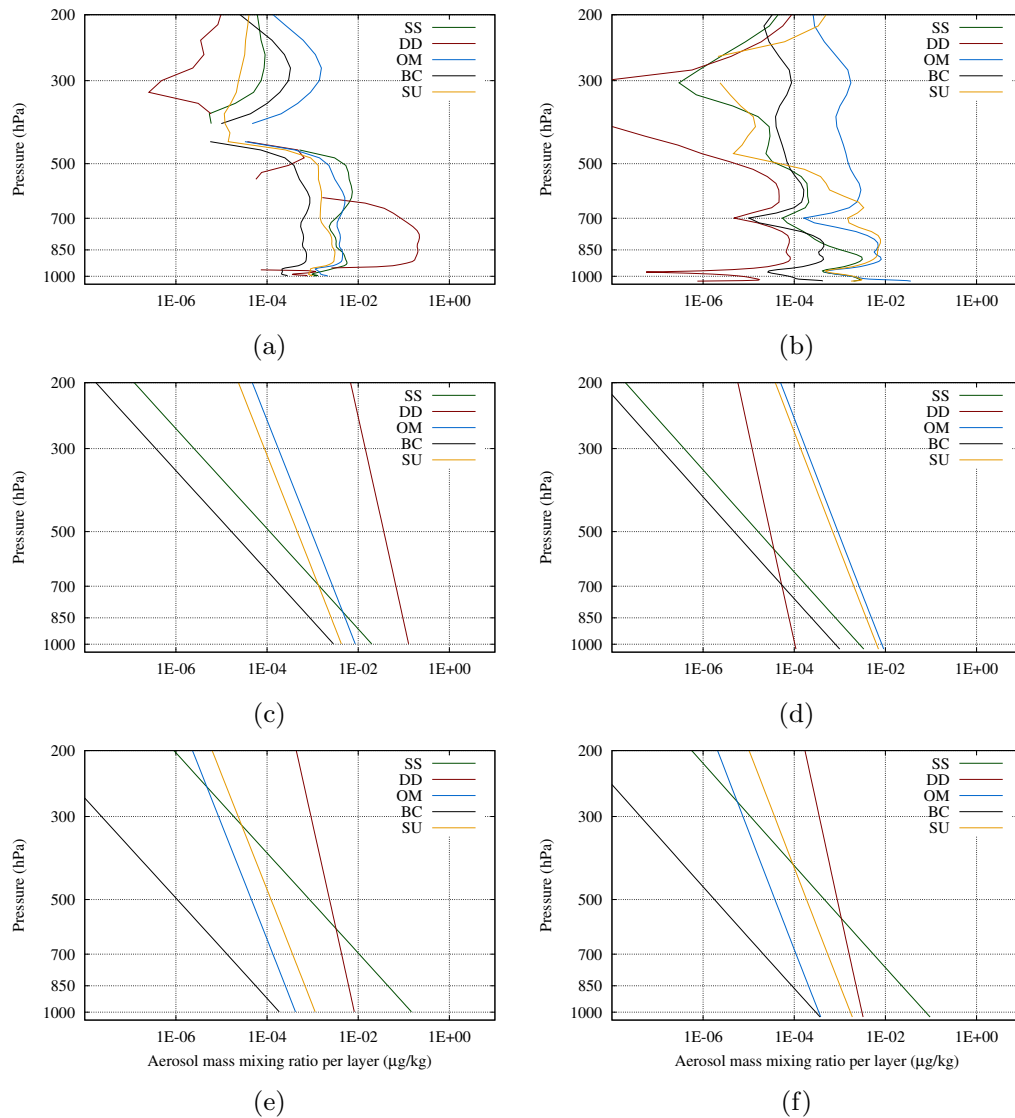 200
300
500
700
850
1000
Pressure (hPa)
1E-06 1E-04 1E-02 1E+00
SS
DD
OM
BC
SU
(a)
200
300
500
700
850
1000
Pressure (hPa)
1E-06 1E-04 1E-02 1E+00
SS
DD
OM
BC
SU
(b)
200
300
500
700
850
1000
Pressure (hPa)
1E-06 1E-04 1E-02 1E+00
SS
DD
OM
BC
SU
(c)
200
300
500
700
850
1000
Pressure (hPa)
1E-06 1E-04 1E-02 1E+00
SS
DD
OM
BC
SU
(d)
200
300
500
700
850
1000
Pressure (hPa)
1E-06 1E-04 1E-02 1E+00
Aerosol mass mixing ratio per layer (µg/kg)
SS
DD
OM
BC
SU
(e)
200
300
500
700
850
1000
Pressure (hPa)
1E-06 1E-04 1E-02 1E+00
Aerosol mass mixing ratio per layer (µg/kg)
SS
DD
OM
BC
SU
(f)